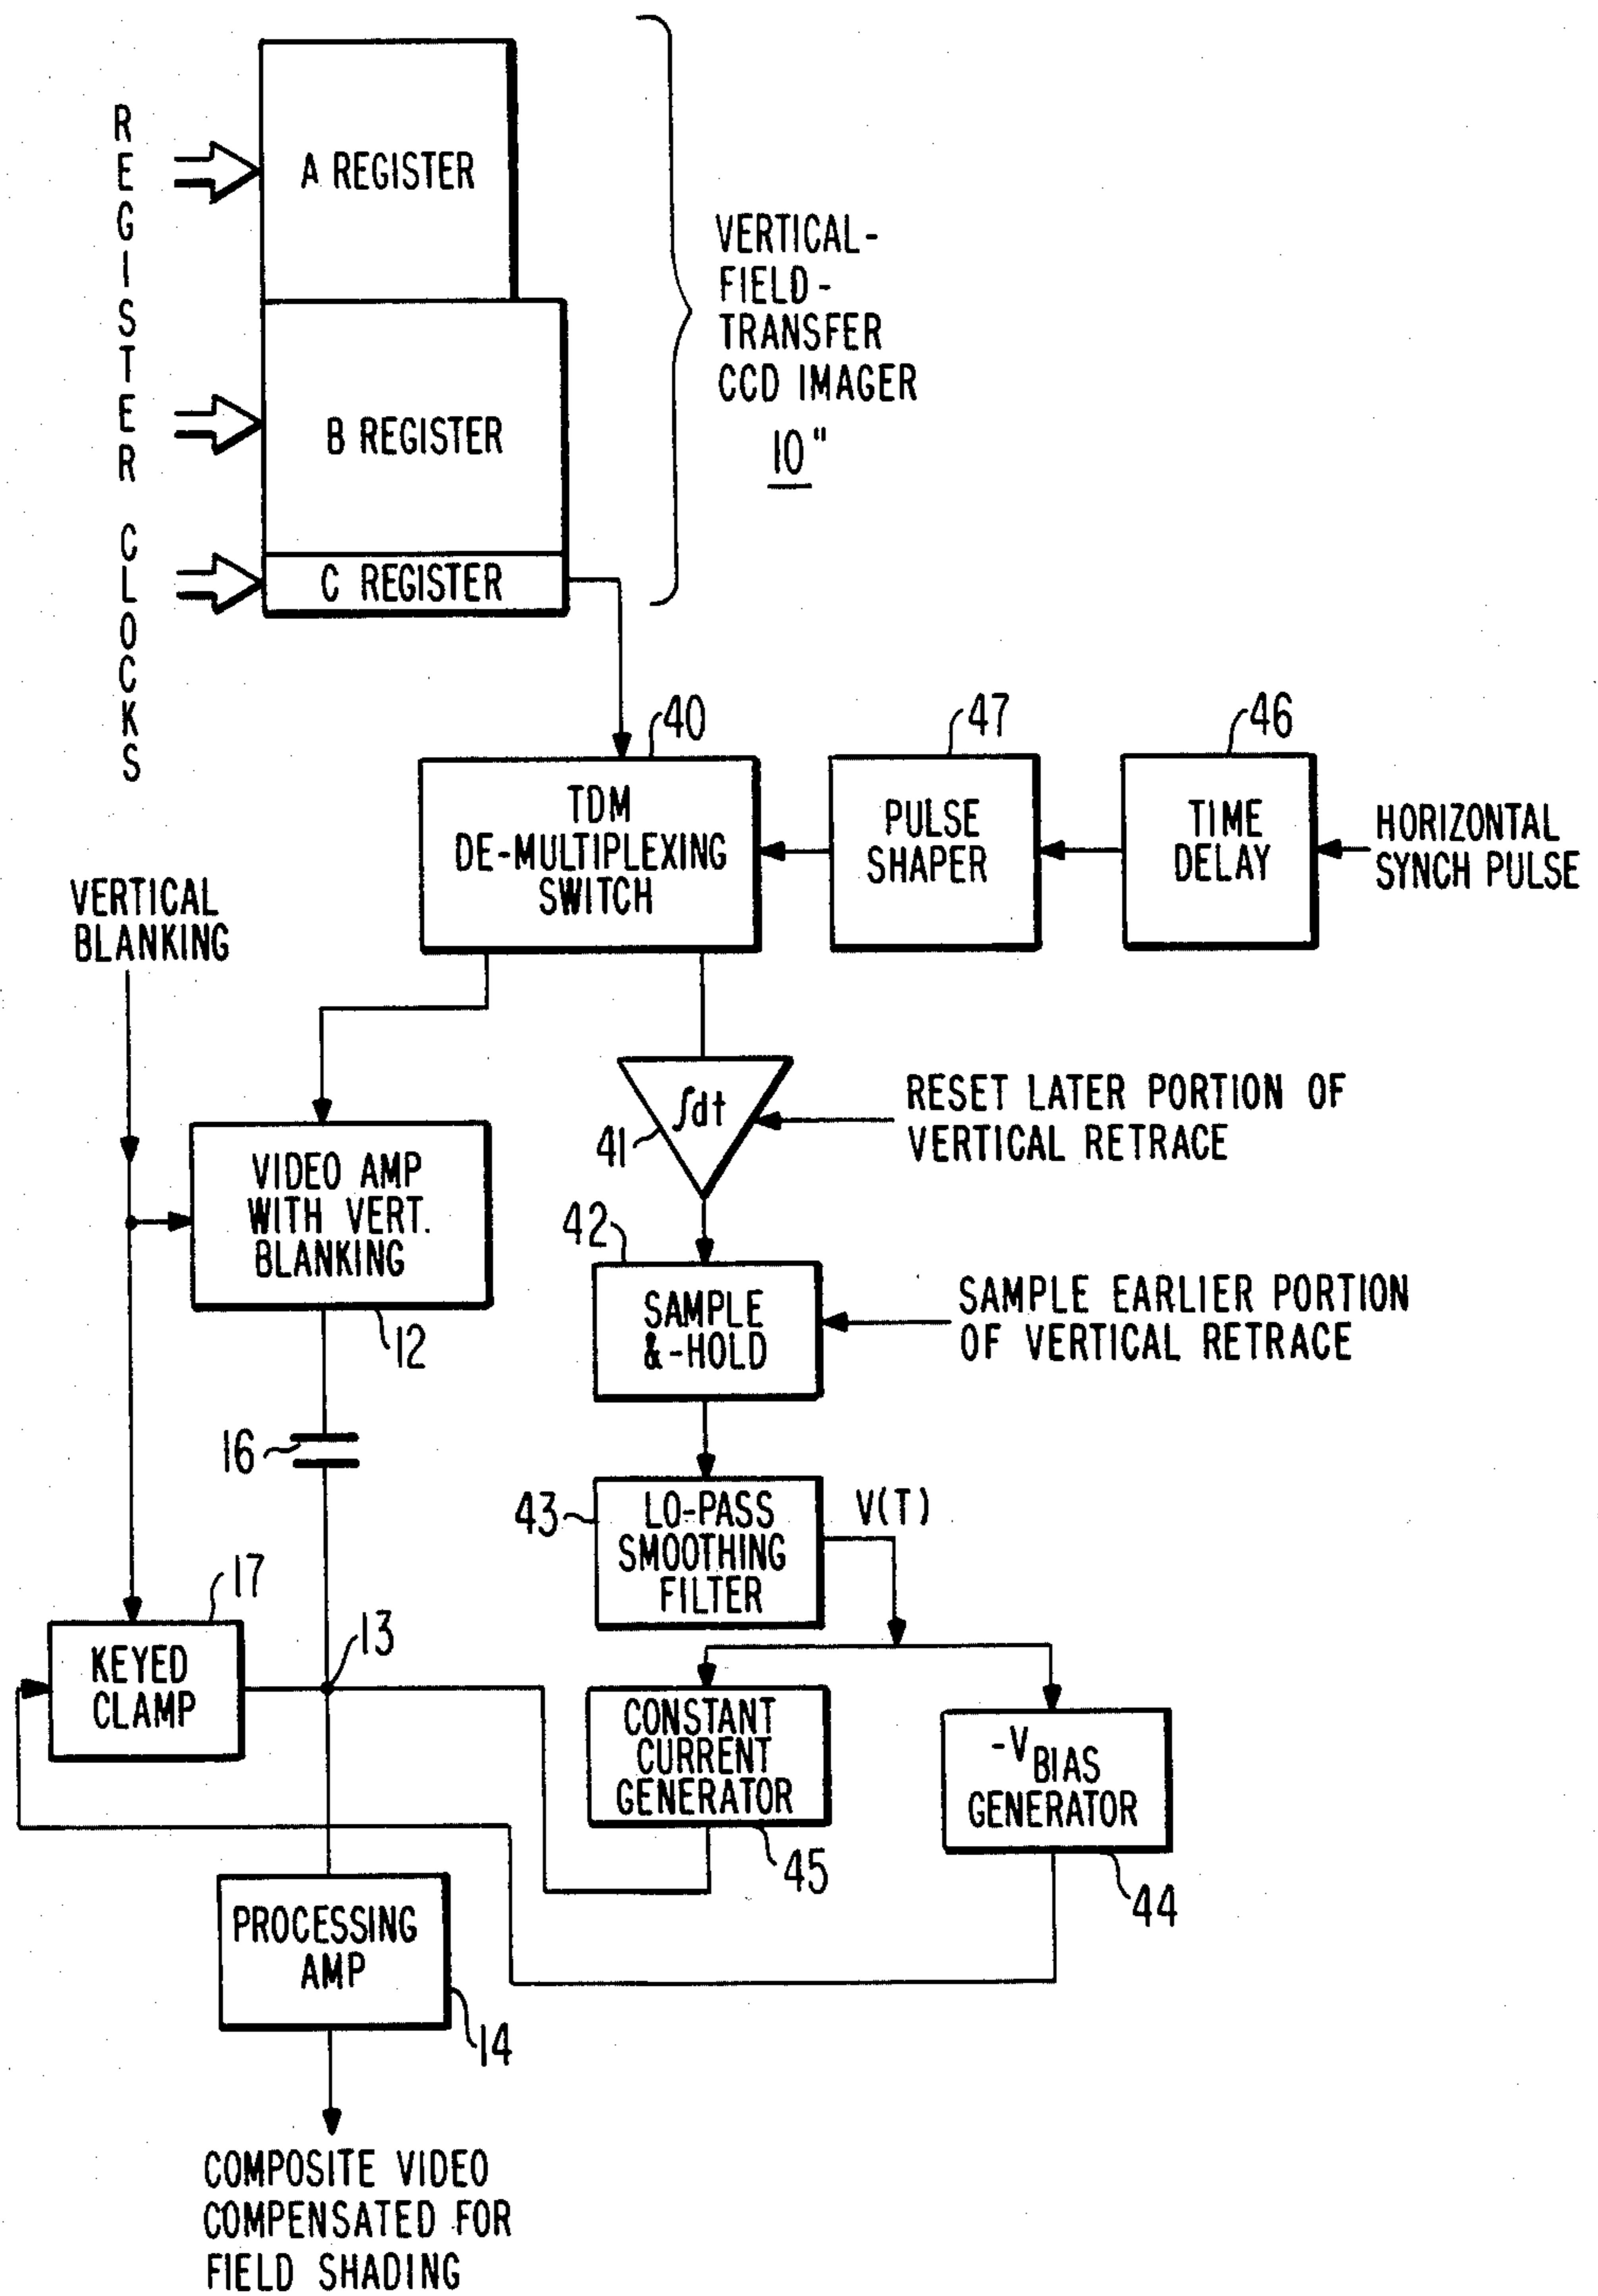 REGISTER CLOCKS
A REGISTER
B REGISTER
C REGISTER
VERTICAL-
FIELD-
TRANSFER
CCD IMAGER
10"
40
47
46
TDM
DE-MULTIPLEXING
SWITCH
PULSE
SHAPER
TIME
DELAY
HORIZONTAL
SYNCH PULSE
VERTICAL
BLANKING
∫dt
41
RESET LATER PORTION OF
VERTICAL RETRACE
VIDEO AMP
WITH VERT.
BLANKING
12
42
SAMPLE
&-HOLD
SAMPLE EARLIER PORTION
OF VERTICAL RETRACE
16
43
LO-PASS
SMOOTHING
FILTER
V(T)
17
13
KEYED
CLAMP
CONSTANT
CURRENT
GENERATOR
45
-VBIAS
GENERATOR
44
PROCESSING
AMP
14
COMPOSITE VIDEO
COMPENSATED FOR
FIELD SHADING